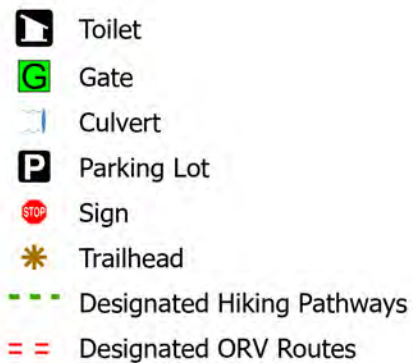 Toilet
G Gate
Culvert
P Parking Lot
STOP Sign
Trailhead
Designated Hiking Pathways
Designated ORV Routes